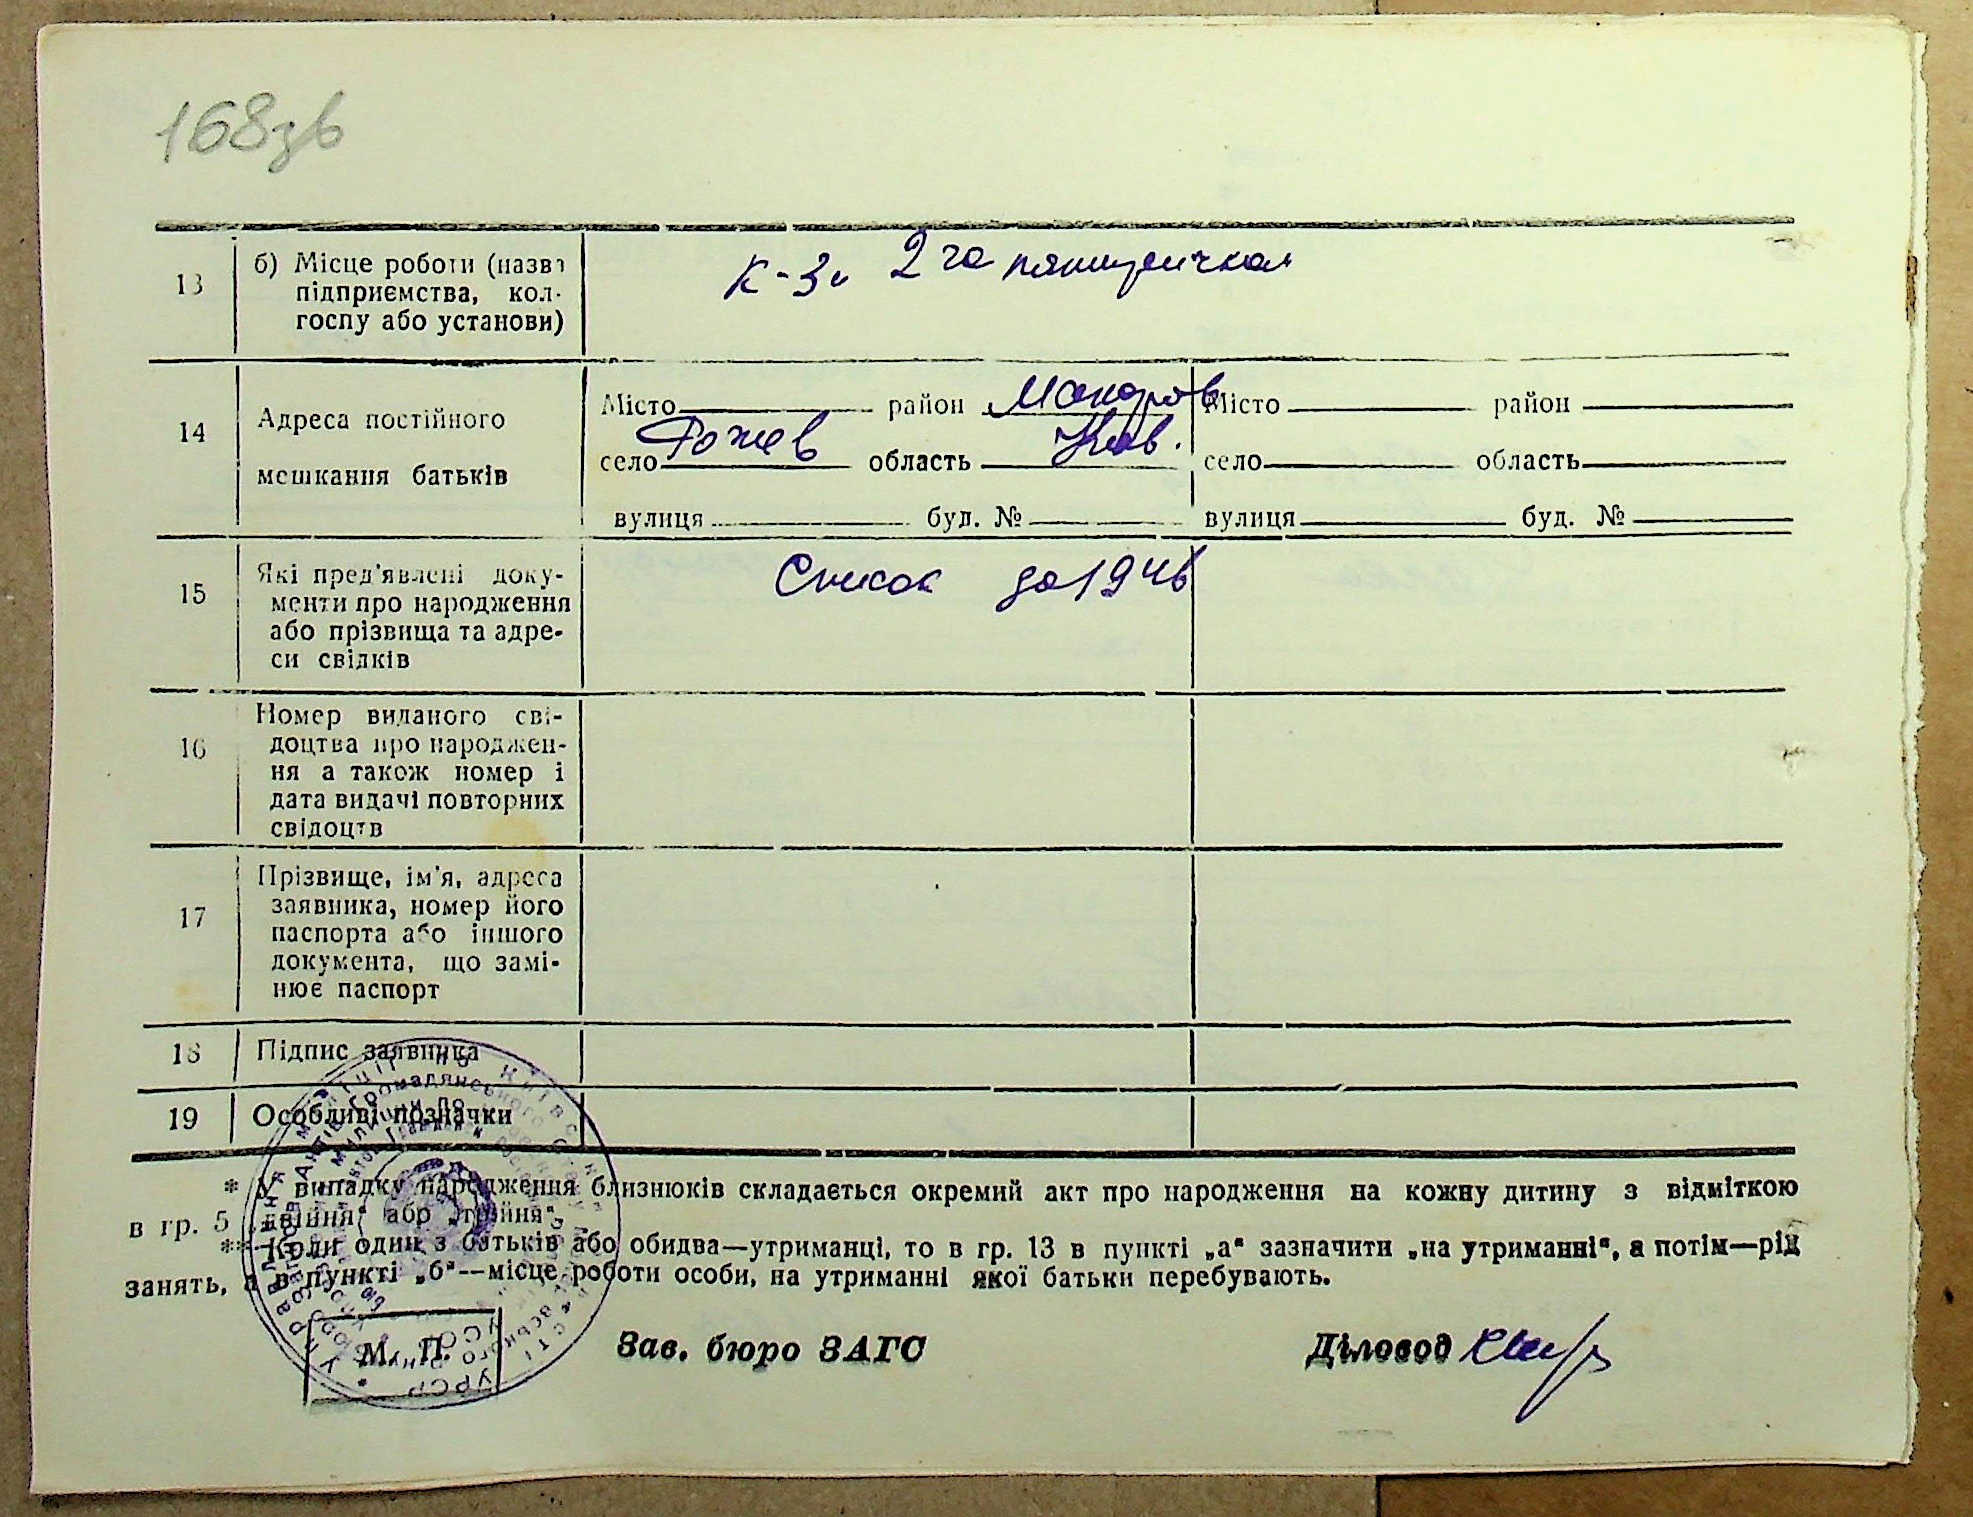 168зв
13 б) Місце роботи (назва
підприємства, кол-
госпу або установи)
К-з 2га пятиречка
14 Адреса постійного
мешкання батьків
Місто район Макаров Місто район
село Рожев область Київ. село область
вулиця буд. № вулиця буд. №
15 Які пред'явлені доку-
менти про народження
або прізвища та адре-
си свідків
Список до 1946
16 Номер виданого сві-
доцтва про народжен-
ня а також номер і
дата видачі повторних
свідоцтв
17 Прізвище, ім'я, адреса
заявника, номер його
паспорта або іншого
документа, що замі-
нює паспорт
18 Підпис заявника
19 Особливі позначки
* У випадку народження близнюків складається окремий акт про народження на кожну дитину з відміткою
в гр. 5 „двійня" або „трійня".
** Коли один з батьків або обидва—утриманці, то в гр. 13 в пункті „а" зазначити „на утриманні", а потім—рід
занять, а в пункті „б"—місце роботи особи, на утриманні якої батьки перебувають.
М. П. Зав. бюро ЗАГС Діловод